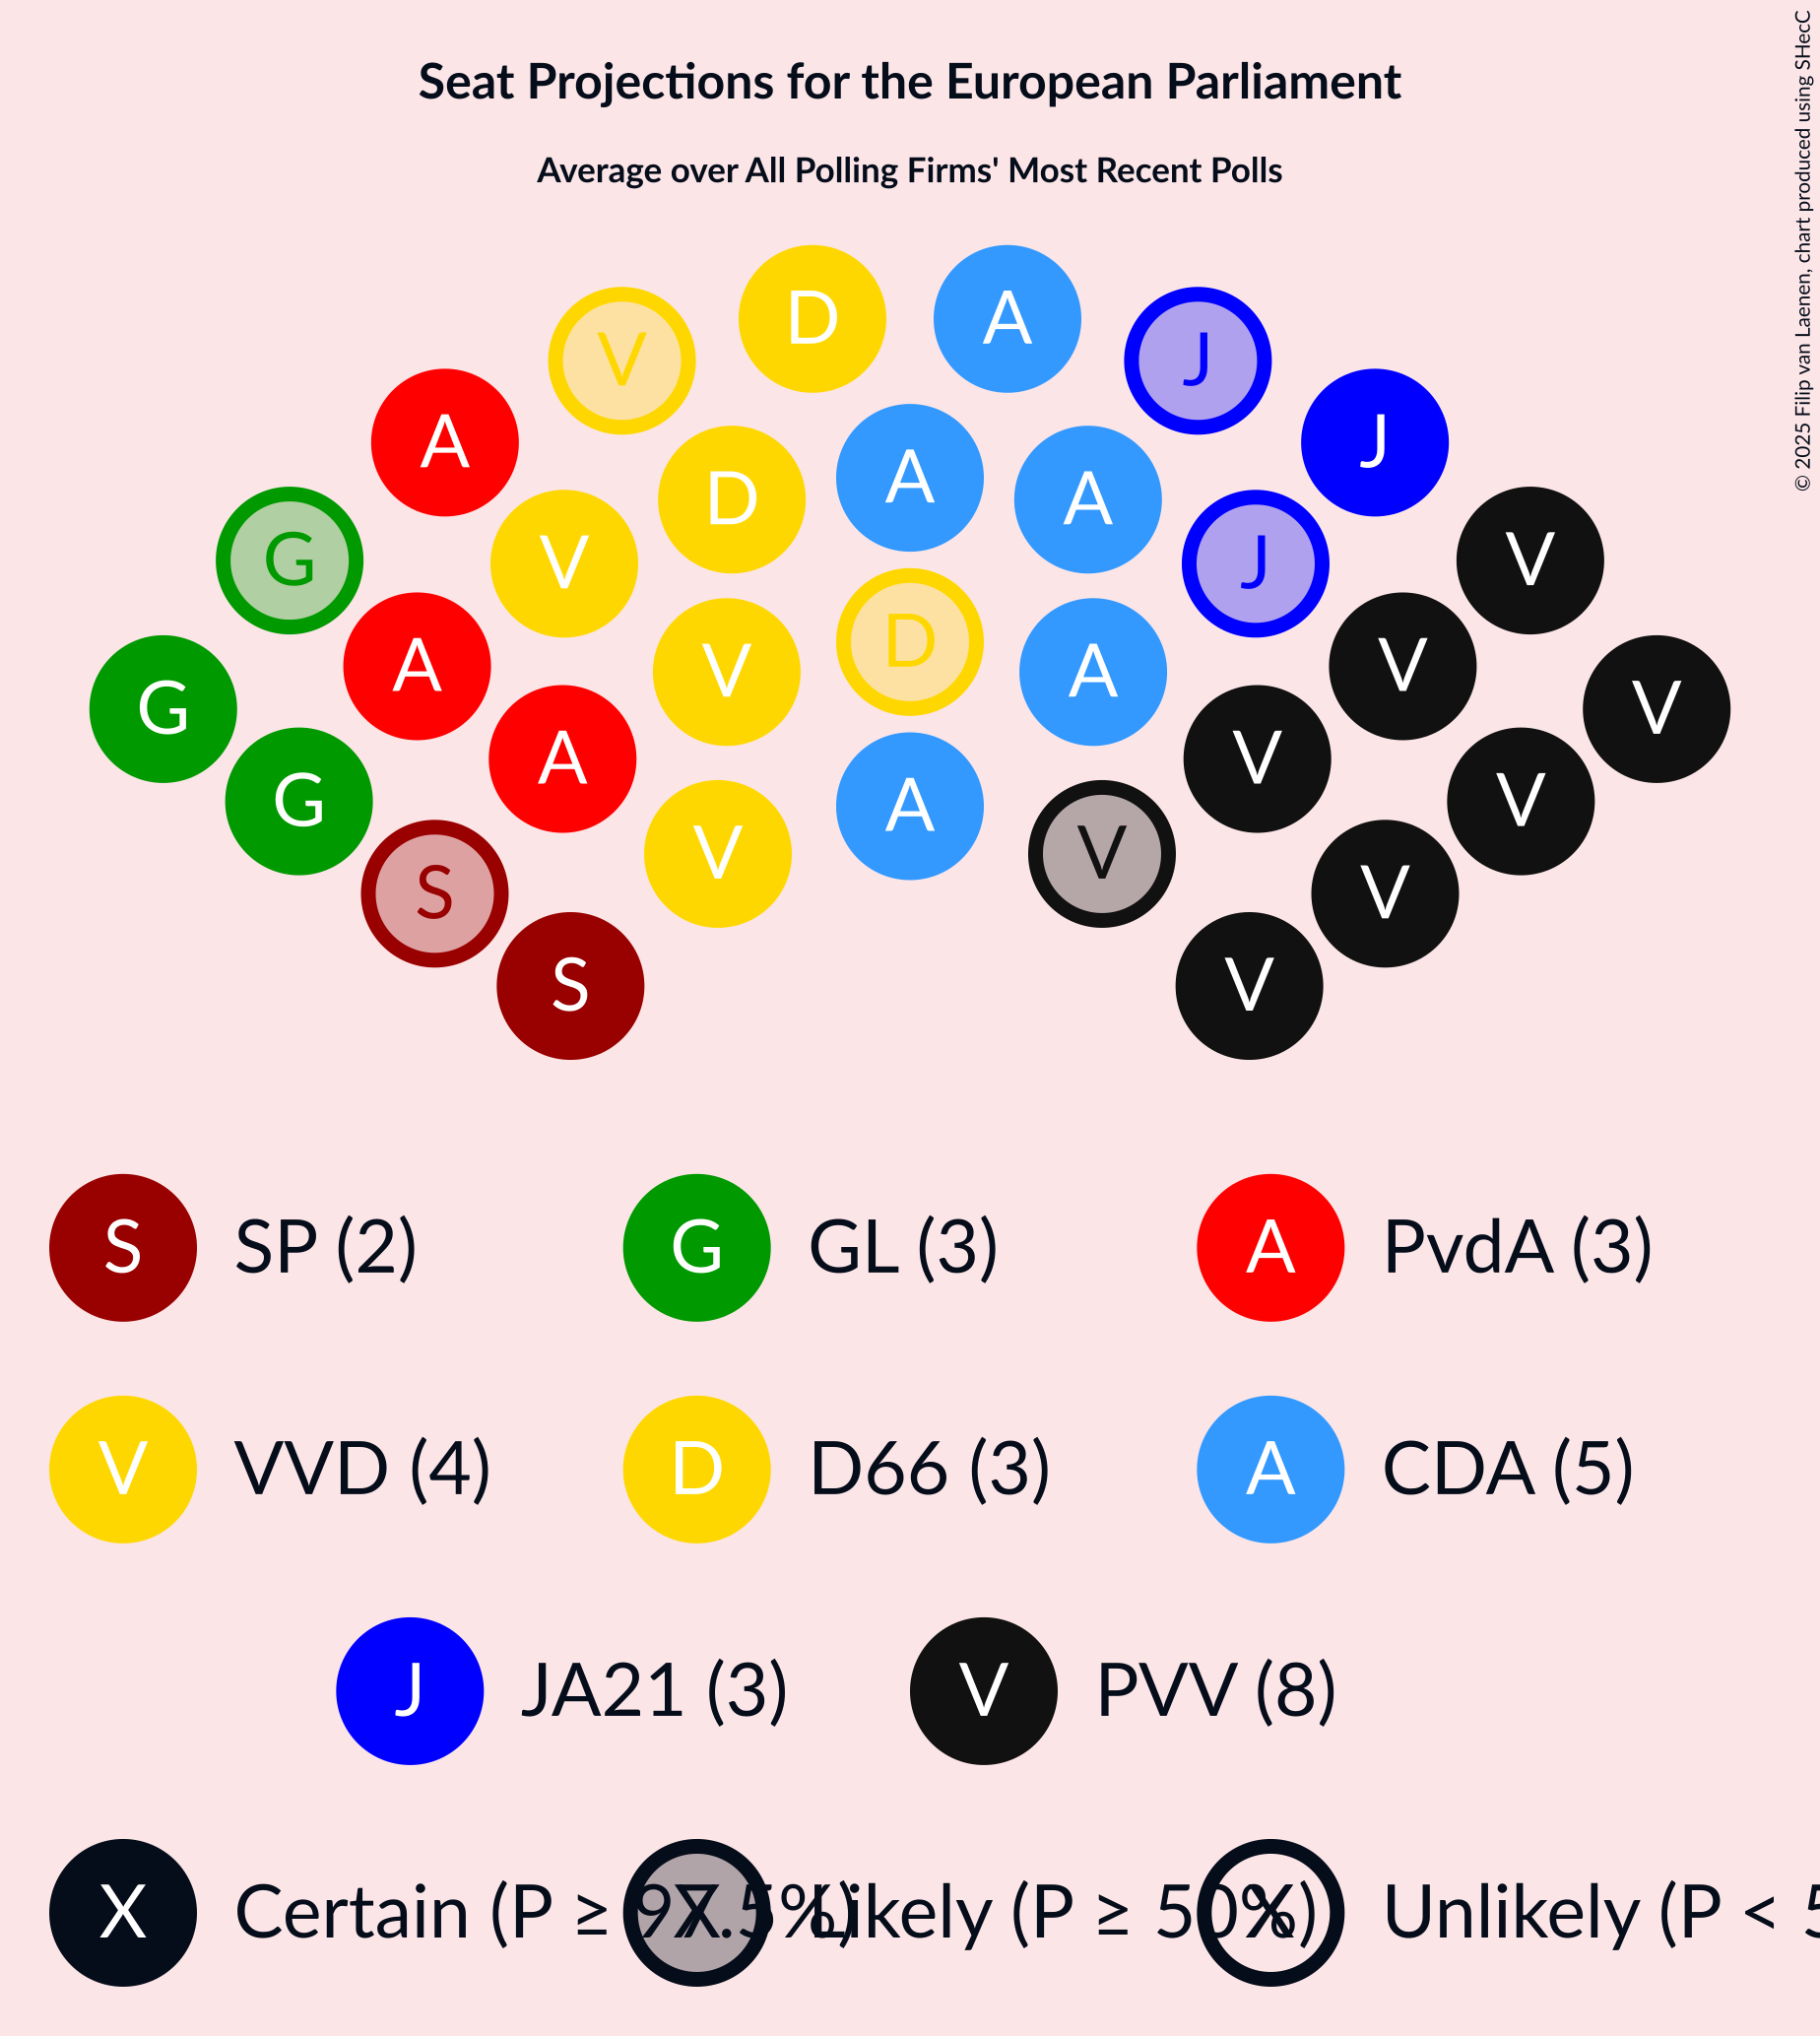 Seat Projections for the European Parliament
Average over All Polling Firms' Most Recent Polls
© 2025 Filip van Laenen, chart produced using SHecC
D A
V J
A J
A
D A
G V
V J
D
A V
V A
G V
A V
G V
A
V V
S V
S V
S SP (2) G GL (3) A PvdA (3)
V VVD (4) D D66 (3) A CDA (5)
J JA21 (3) V PVV (8)
X Certain (P ≥ 97.5%) X Likely (P ≥ 50%) X Unlikely (P < 5